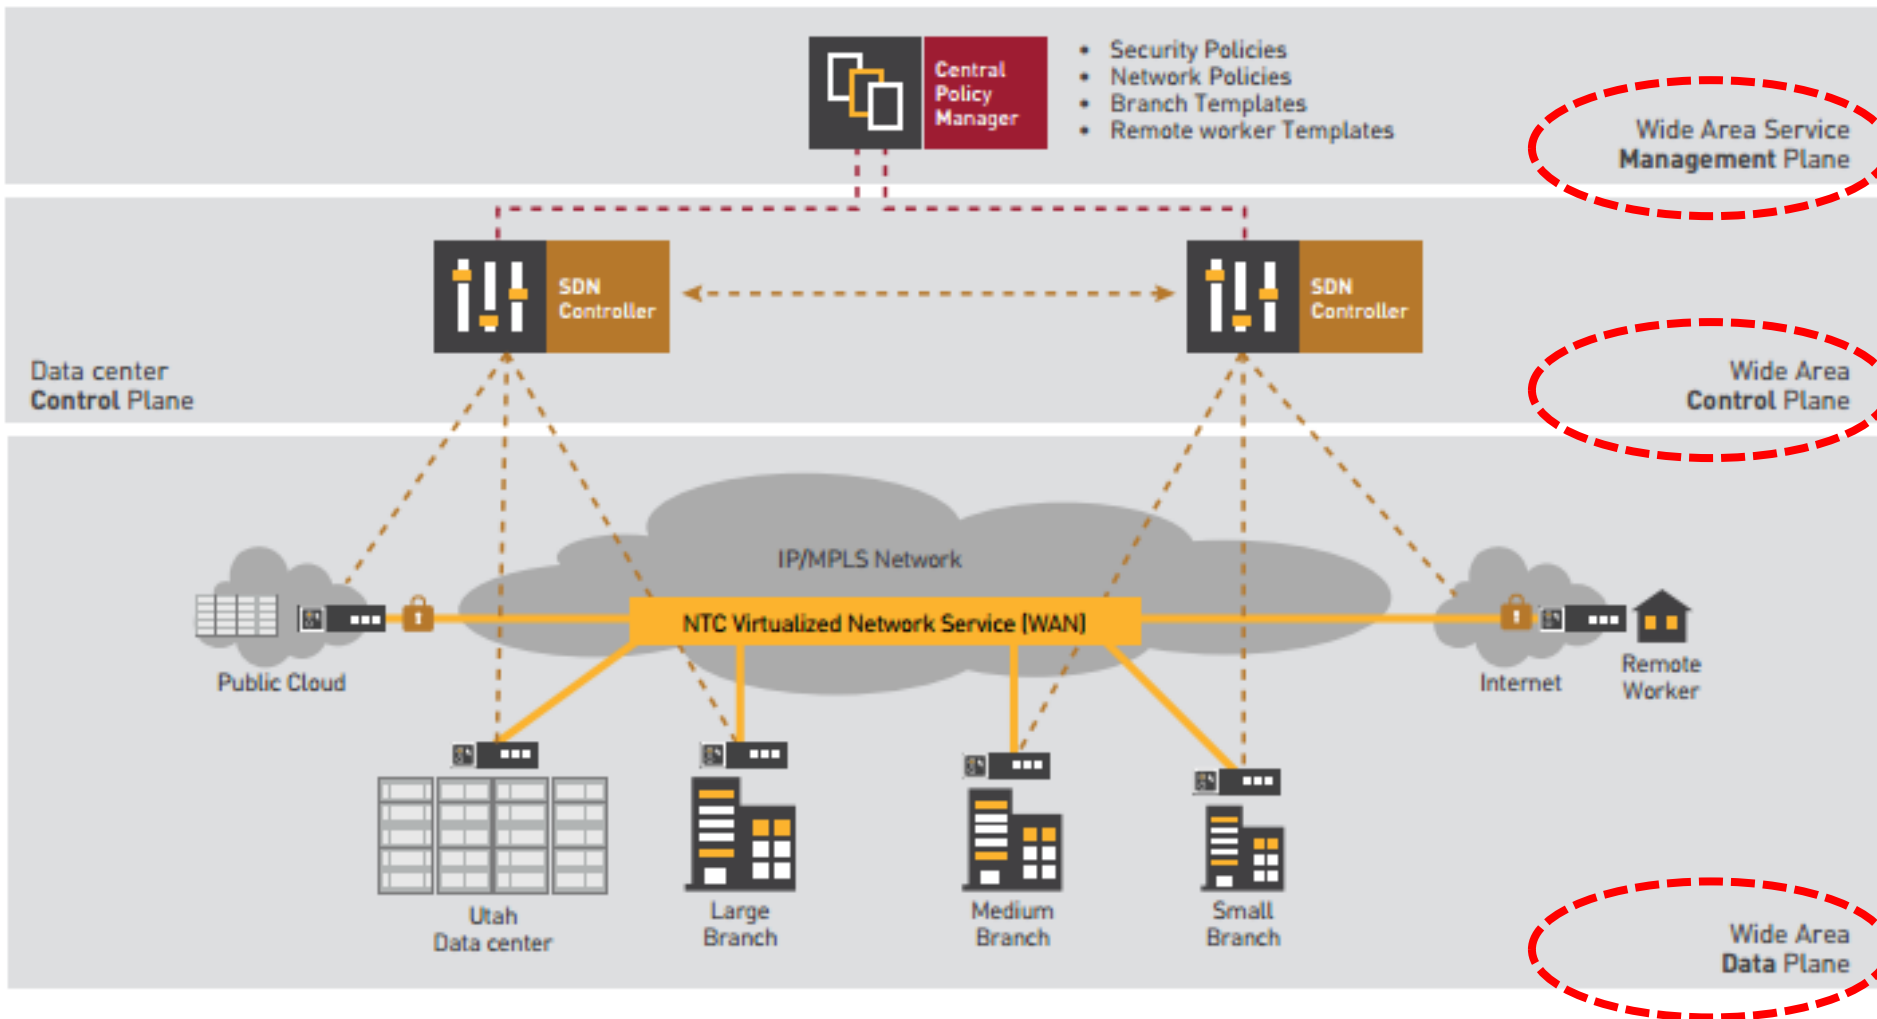 Central
Policy
Manager
• Security Policies
• Network Policies
• Branch Templates
• Remote worker Templates
Wide Area Service
Management Plane
SDN
Controller
SDN
Controller
Data center
Control Plane
Wide Area
Control Plane
IP/MPLS Network
NTC Virtualized Network Service (WAN)
Public Cloud
Internet
Remote
Worker
Utah
Data center
Large
Branch
Medium
Branch
Small
Branch
Wide Area
Data Plane